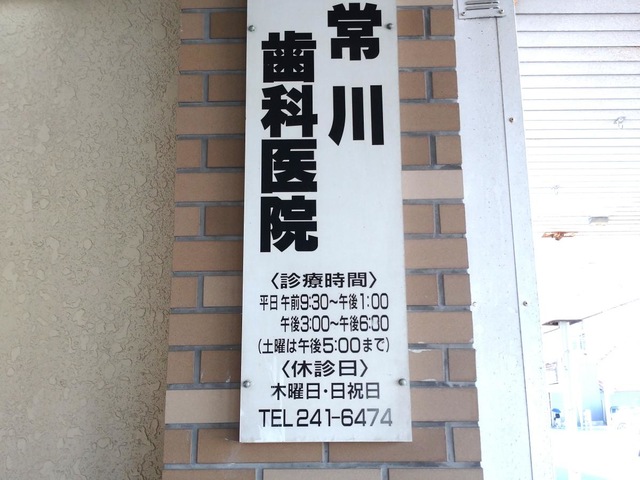 常川
歯科医院
〈診療時間〉
平日午前9:30～午後1:00
午後3:00～午後6:00
(土曜は午後5:00まで)
〈休診日〉
木曜日・日祝日
TEL 241-6474